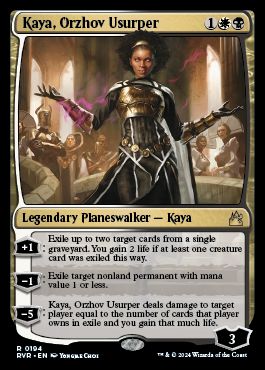 Kaya, Orzhov Usurper 1
Legendary Planeswalker — Kaya
+1: Exile up to two target cards from a single
graveyard. You gain 2 life if at least one creature
card was exiled this way.
−1: Exile target nonland permanent with mana
value 1 or less.
−5: Kaya, Orzhov Usurper deals damage to target
player equal to the number of cards that player
owns in exile and you gain that much life.
3
R 0194
RVR • EN Yongjae Choi
™ & © 2024 Wizards of the Coast